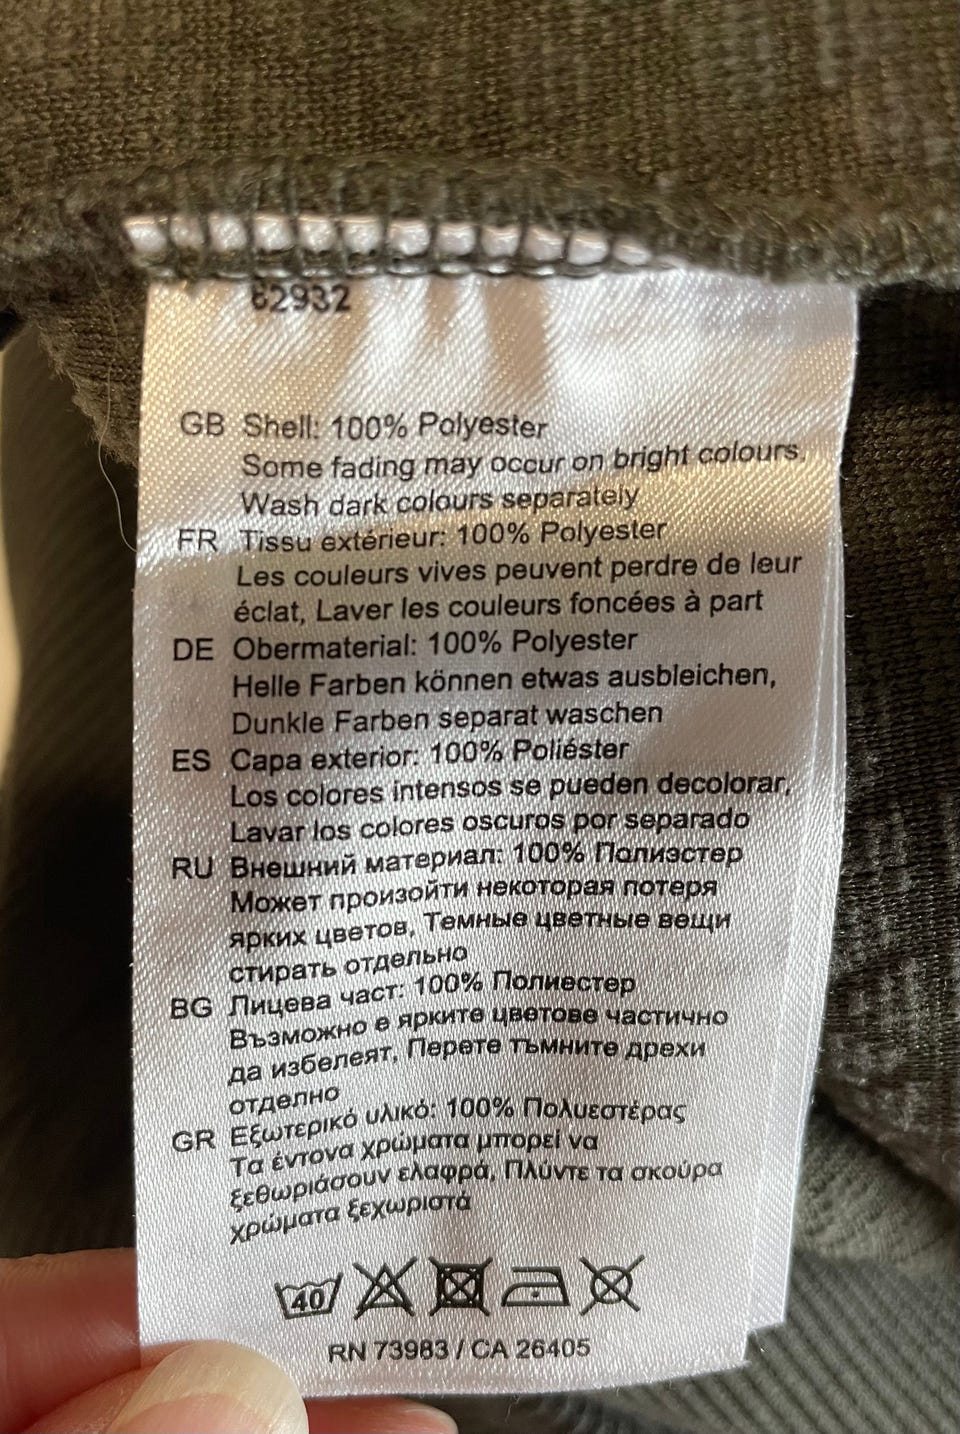 62932
GB Shell: 100% Polyester
Some fading may occur on bright colours,
Wash dark colours separately
FR Tissu extérieur: 100% Polyester
Les couleurs vives peuvent perdre de leur
éclat, Laver les couleurs foncées à part
DE Obermaterial: 100% Polyester
Helle Farben können etwas ausbleichen,
Dunkle Farben separat waschen
ES Capa exterior: 100% Poliéster
Los colores intensos se pueden decolorar,
Lavar los colores oscuros por separado
RU Внешний материал: 100% Полиэстер
Может произойти некоторая потеря
ярких цветов, Темные цветные вещи
стирать отдельно
BG Лицева част: 100% Полиестер
Възможно е ярките цветове частично
да избелеят, Перете тъмните дрехи
отделно
GR Εξωτερικό υλικό: 100% Πολυεστέρας
Τα έντονα χρώματα μπορεί να
ξεθωριάσουν ελαφρά, Πλύντε τα σκούρα
χρώματα ξεχωριστά
40
RN 73983 / CA 26405